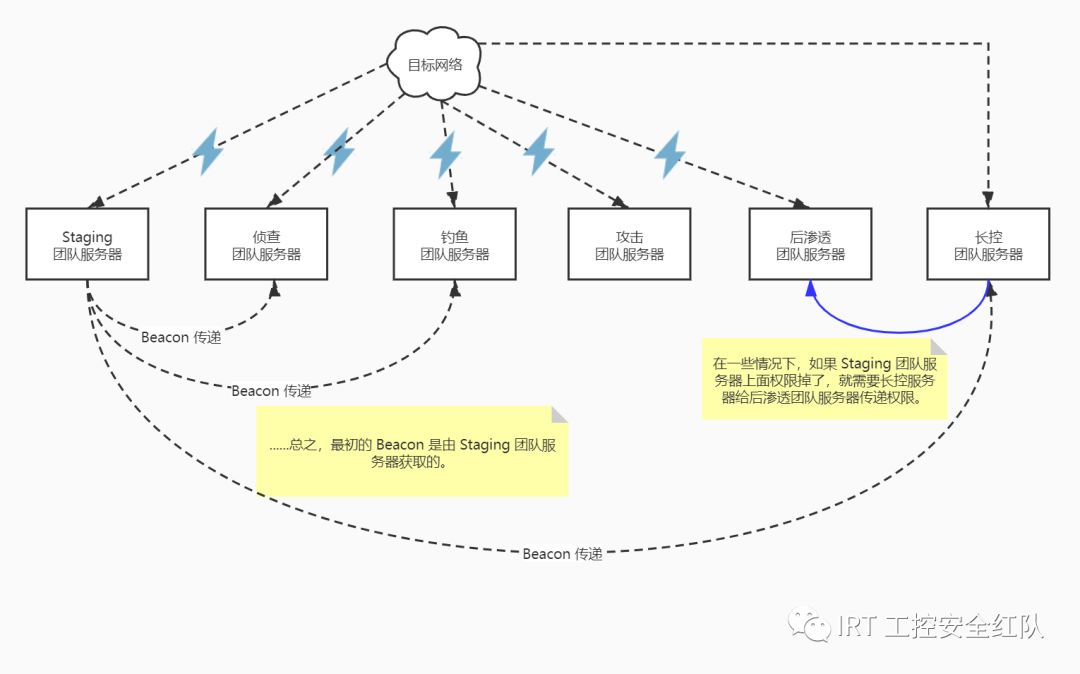 目标网络
Staging
团队服务器
侦查
团队服务器
钓鱼
团队服务器
攻击
团队服务器
后渗透
团队服务器
长控
团队服务器
Beacon 传递
Beacon 传递
在一些情况下，如果 Staging 团队服
务器上面权限掉了，就需要长控服务
器给后渗透团队服务器传递权限。
......总之，最初的 Beacon 是由 Staging 团队服
务器获取的。
Beacon 传递
IRT 工控安全红队